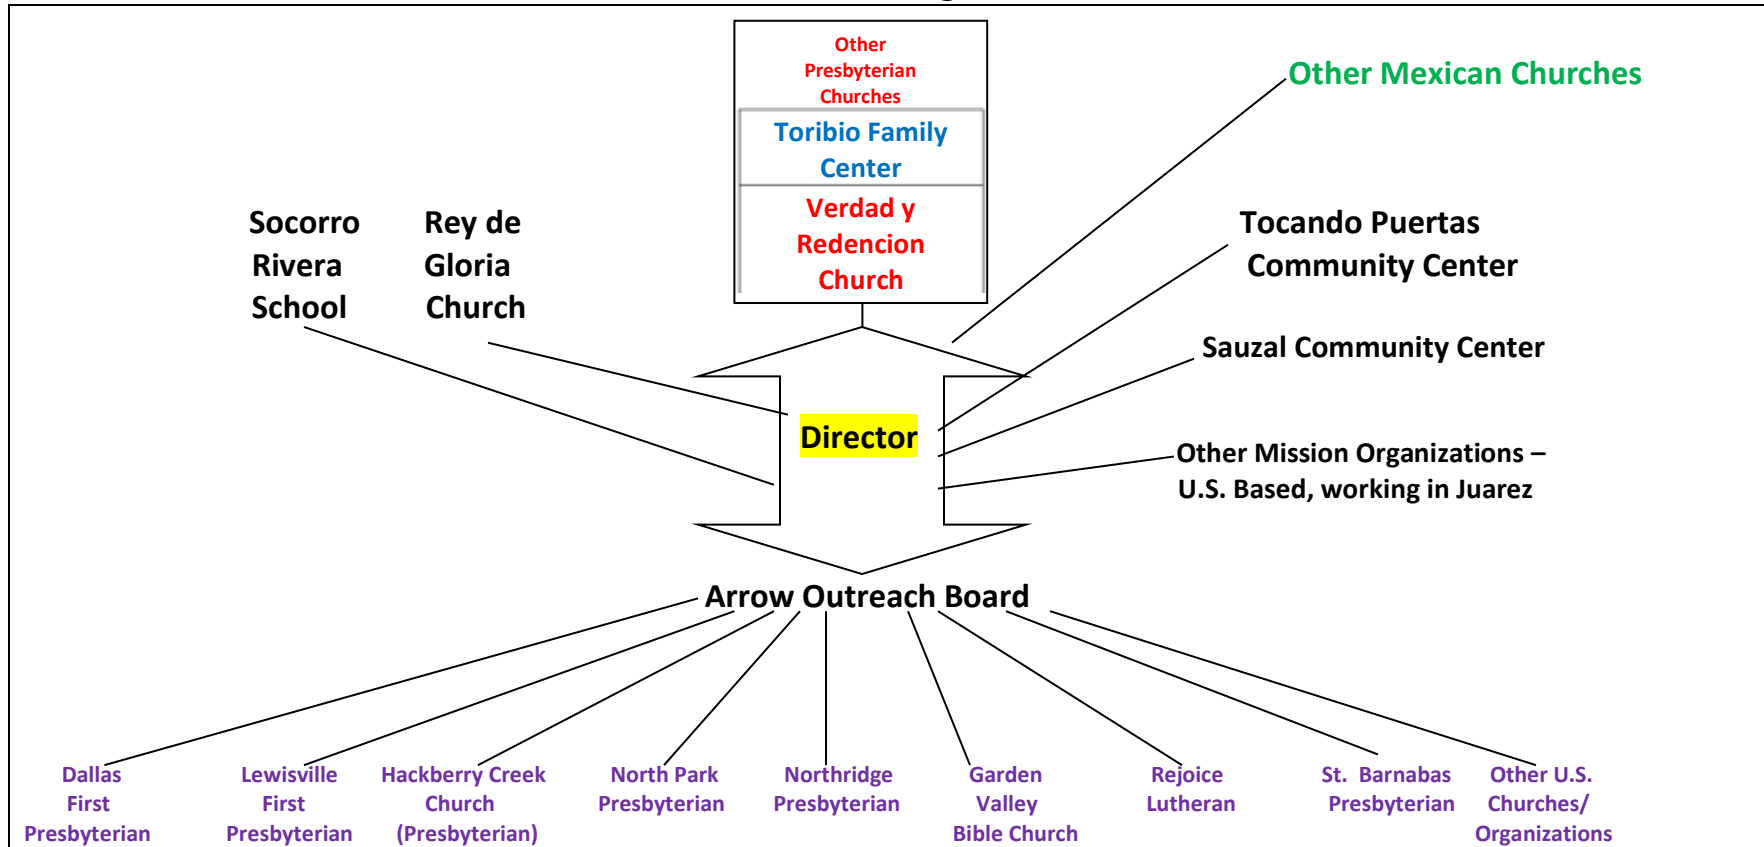 Other
Presbyterian
Churches
Toribio Family
Center
Verdad y
Redencion
Church
Other Mexican Churches
Socorro
Rivera
School
Rey de
Gloria
Church
Tocando Puertas
Community Center
Sauzal Community Center
Director
Other Mission Organizations –
U.S. Based, working in Juarez
Arrow Outreach Board
Dallas
First
Presbyterian
Lewisville
First
Presbyterian
Hackberry Creek
Church
(Presbyterian)
North Park
Presbyterian
Northridge
Presbyterian
Garden
Valley
Bible Church
Rejoice
Lutheran
St. Barnabas
Presbyterian
Other U.S.
Churches/
Organizations